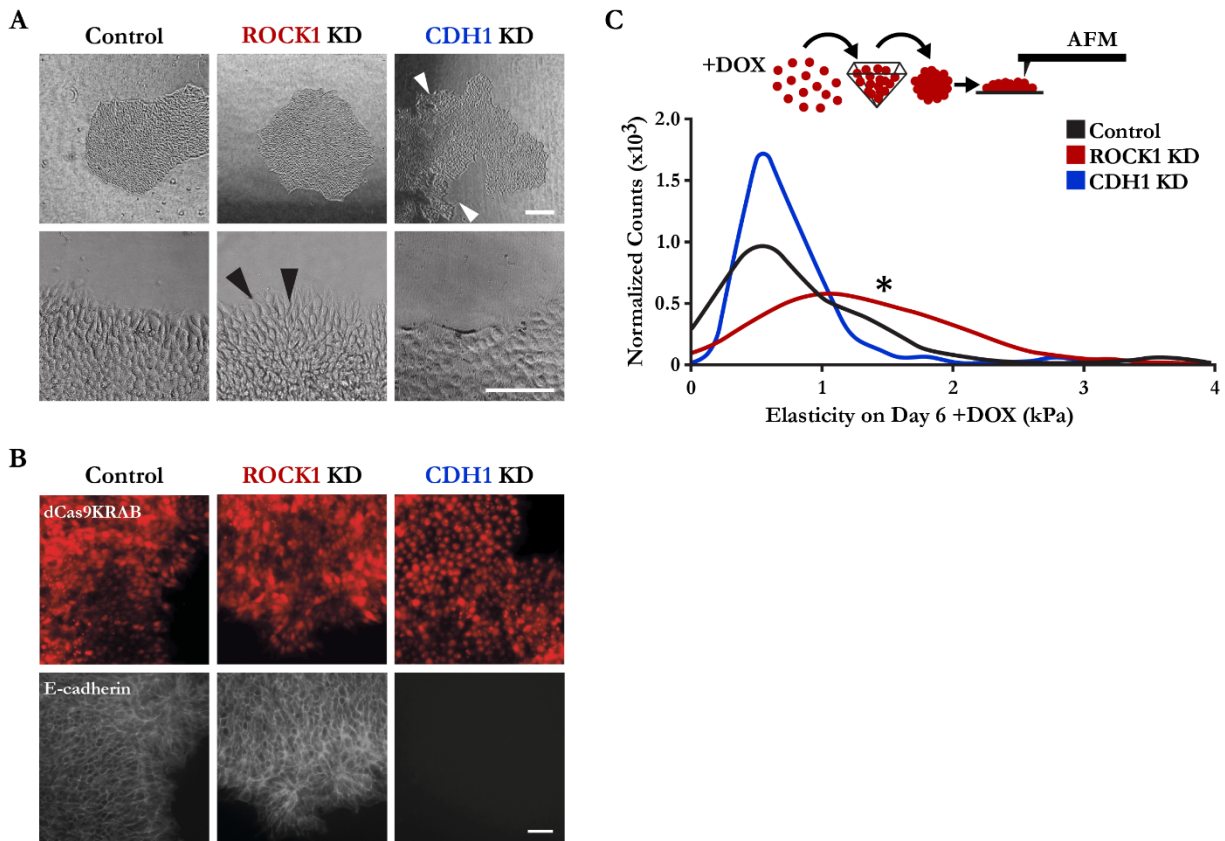 A
Control
ROCK1 KD
CDH1 KD
B
Control
ROCK1 KD
CDH1 KD
dCas9KRAB
E-cadherin
C
+DOX
AFM
Control
ROCK1 KD
CDH1 KD
Normalized Counts (x10³)
2.0
1.5
1.0
0.5
0
*
0 1 2 3 4
Elasticity on Day 6 +DOX (kPa)